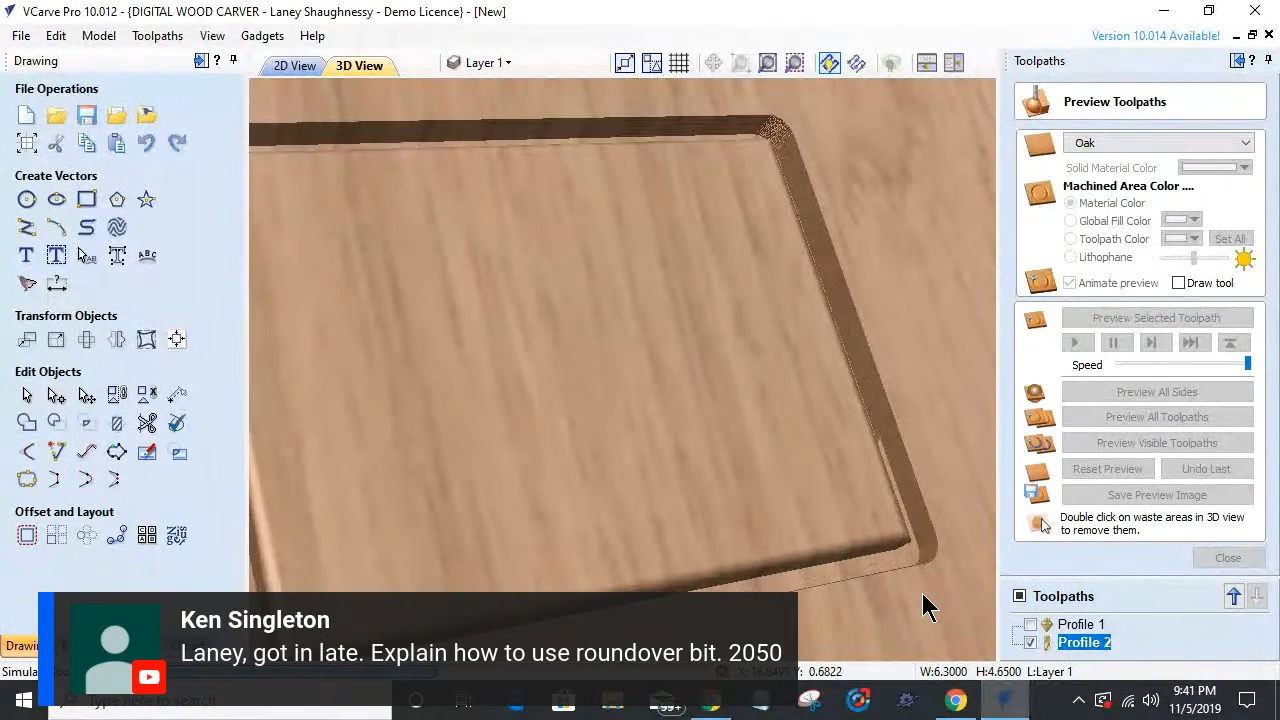 VCarve Pro 10.012 - {DIGITAL WOOD CARVER - Laney Shaughnessy - Demo Licence} - [New]
File Edit Model Toolpaths View Gadgets Help
Version 10.014 Available!
Drawing
2D View
3D View
Layer 1
Toolpaths
File Operations
Create Vectors
Transform Objects
Edit Objects
Offset and Layout
Preview Toolpaths
Oak
Solid Material Color
Machined Area Color ....
Material Color
Global Fill Color
Toolpath Color
Set All
Lithophane
Animate preview
Draw tool
Preview Selected Toolpath
Speed
Preview All Sides
Preview All Toolpaths
Preview Visible Toolpaths
Reset Preview
Undo Last
Save Preview Image
Double click on waste areas in 3D view
to remove them.
Close
Toolpaths
Profile 1
Profile 2
Ken Singleton
Laney, got in late. Explain how to use roundover bit. 2050
W:6.3000 H:4.6500 L:Layer 1
Type here to search
99+
9:41 PM
11/5/2019